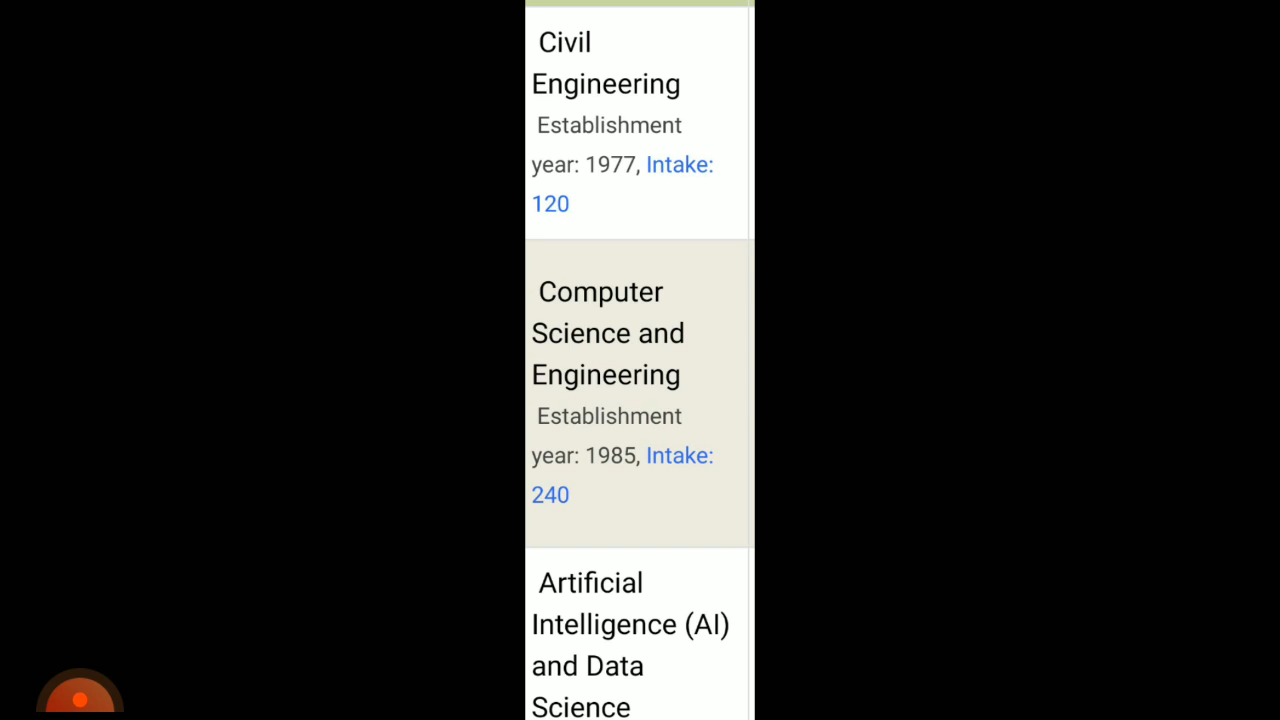 Civil
Engineering
Establishment
year: 1977, Intake:
120
Computer
Science and
Engineering
Establishment
year: 1985, Intake:
240
Artificial
Intelligence (AI)
and Data
Science